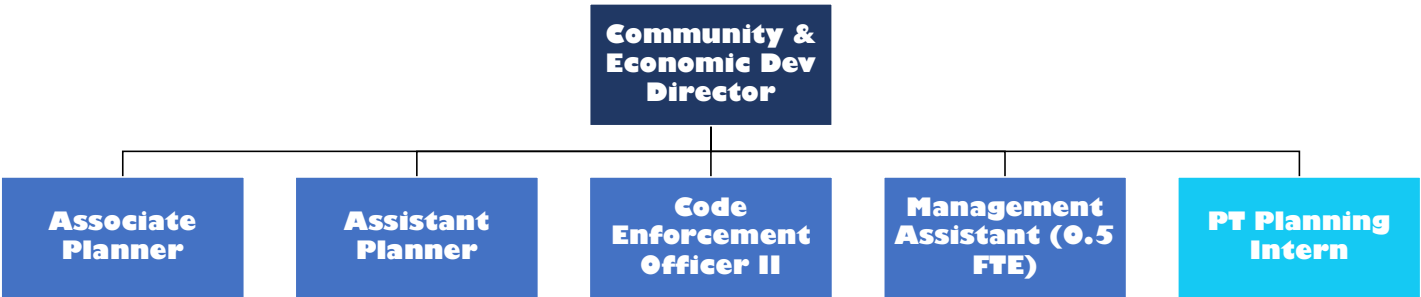 Community &
Economic Dev
Director
Associate
Planner
Assistant
Planner
Code
Enforcement
Officer II
Management
Assistant (0.5
FTE)
PT Planning
Intern